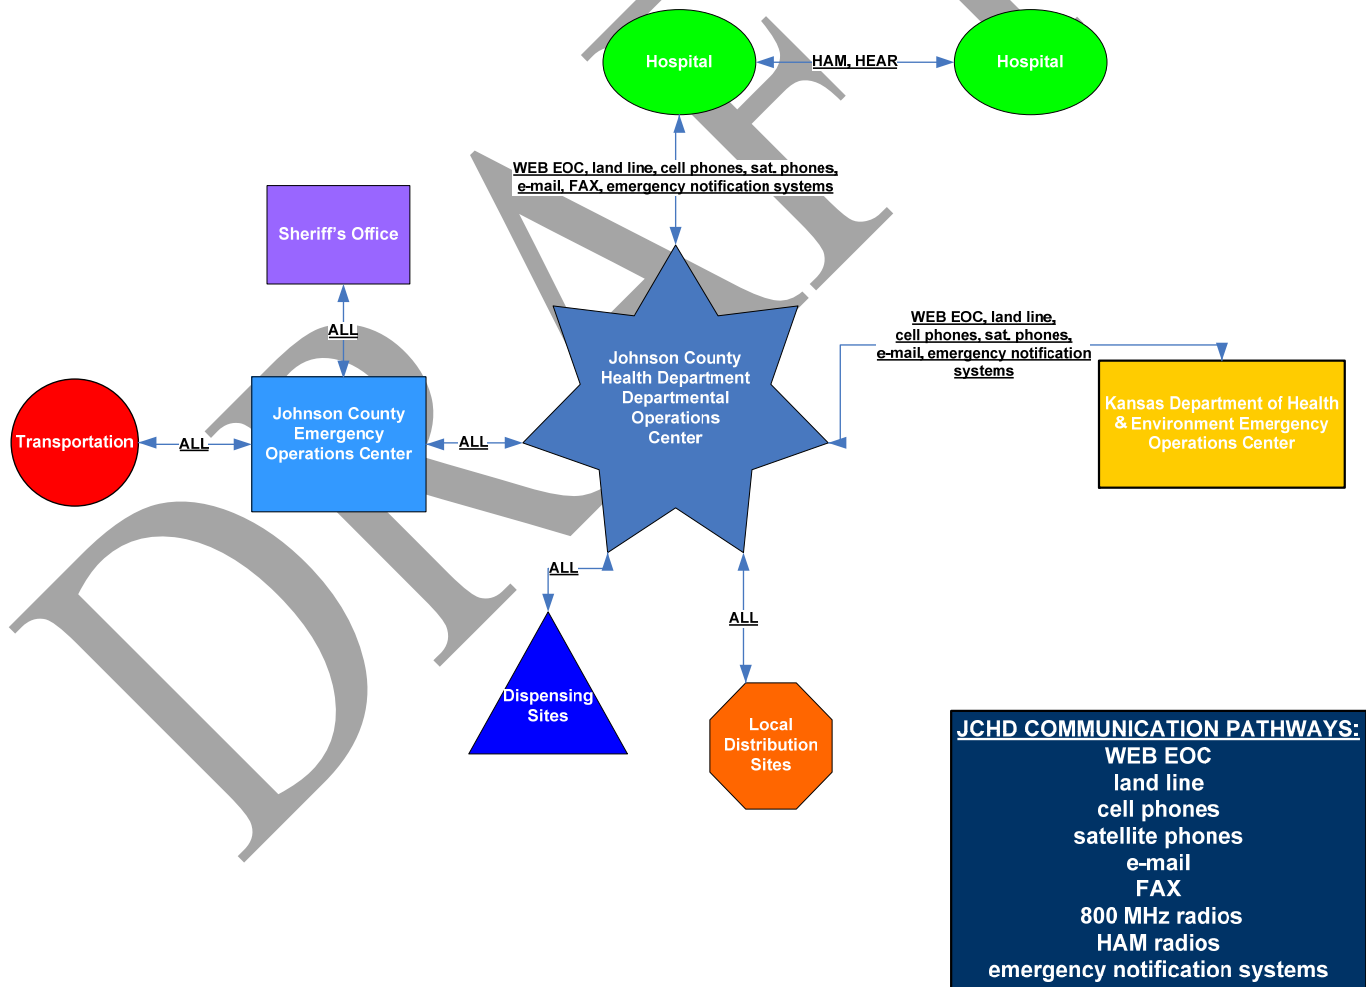 Hospital
HAM, HEAR
Hospital
WEB EOC, land line, cell phones, sat. phones,
e-mail, FAX, emergency notification systems
Sheriff's Office
ALL
WEB EOC, land line,
cell phones, sat. phones,
e-mail, emergency notification
systems
Johnson County
Health Department
Departmental
Operations
Center
Transportation
ALL
Johnson County
Emergency
Operations Center
ALL
Kansas Department of Health
& Environment Emergency
Operations Center
ALL
Dispensing
Sites
ALL
Local
Distribution
Sites
JCHD COMMUNICATION PATHWAYS:
WEB EOC
land line
cell phones
satellite phones
e-mail
FAX
800 MHz radios
HAM radios
emergency notification systems
DRAFT